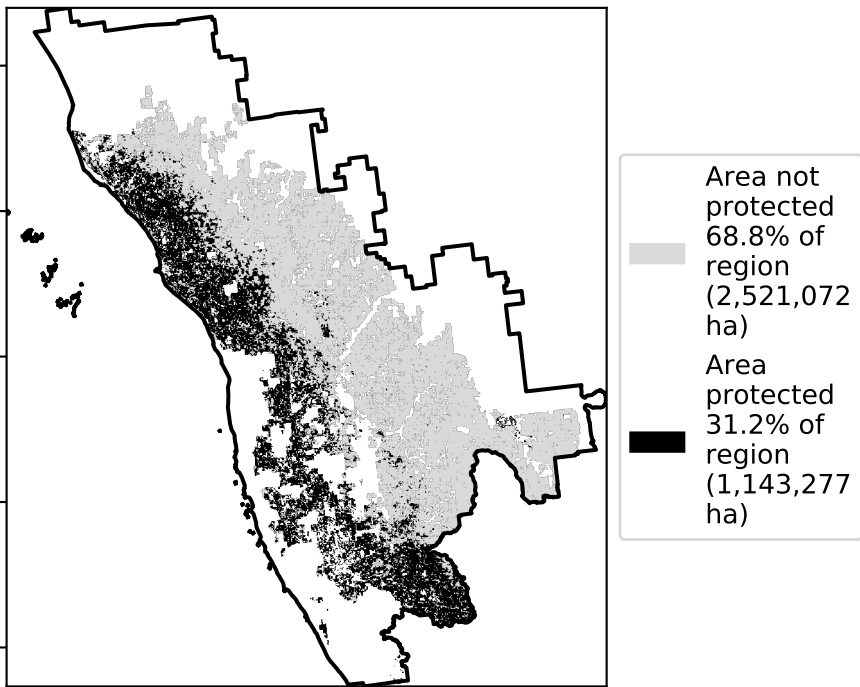 Area not
protected
68.8% of
region
(2,521,072
ha)
Area
protected
31.2% of
region
(1,143,277
ha)